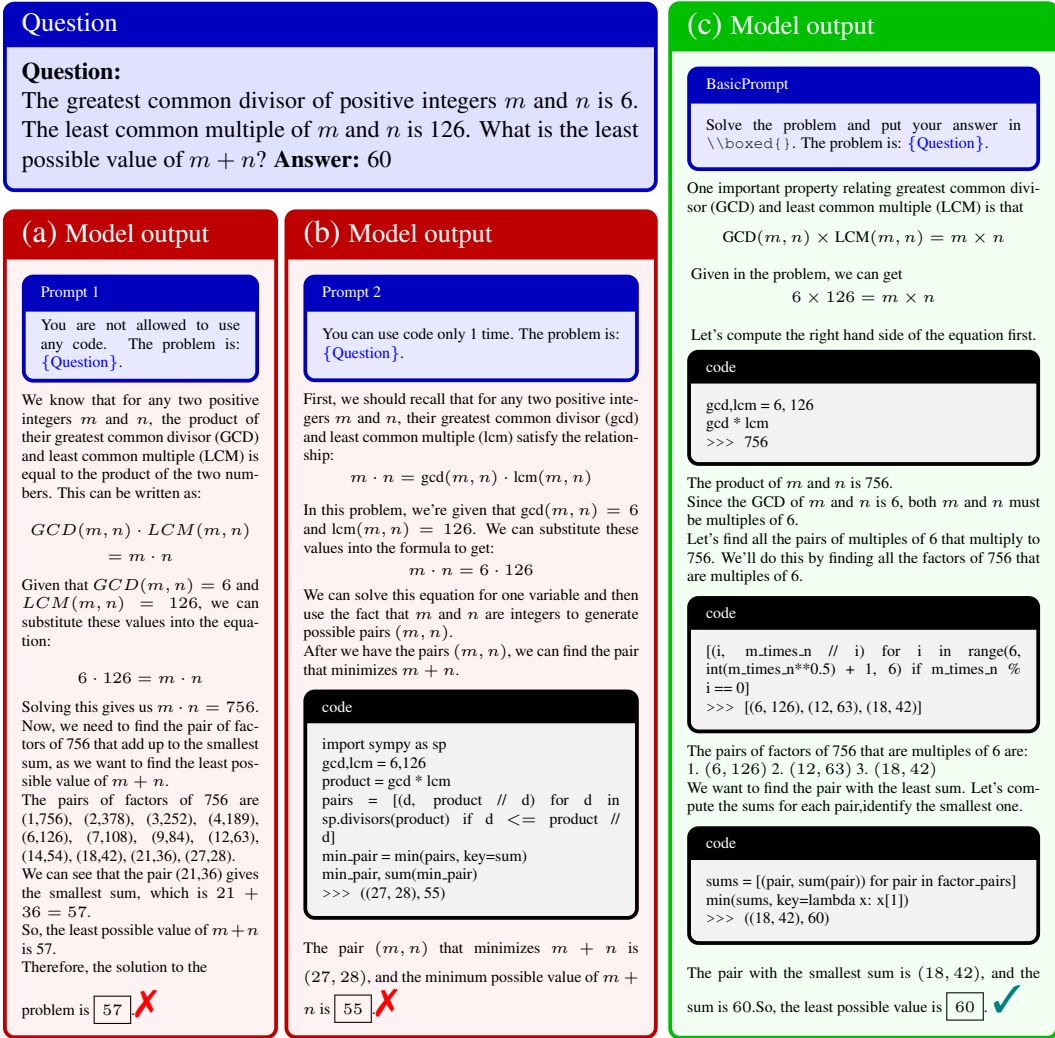 Question
Question:
The greatest common divisor of positive integers m and n is 6.
The least common multiple of m and n is 126. What is the least
possible value of m + n? Answer: 60
(a) Model output
Prompt 1
You are not allowed to use
any code. The problem is:
{Question}.
We know that for any two positive
integers m and n, the product of
their greatest common divisor (GCD)
and least common multiple (LCM) is
equal to the product of the two num-
bers. This can be written as:
GCD(m, n) · LCM(m, n)
= m · n
Given that GCD(m, n) = 6 and
LCM(m, n) = 126, we can
substitute these values into the equa-
tion:
6 · 126 = m · n
Solving this gives us m · n = 756.
Now, we need to find the pair of fac-
tors of 756 that add up to the smallest
sum, as we want to find the least pos-
sible value of m + n.
The pairs of factors of 756 are
(1,756), (2,378), (3,252), (4,189),
(6,126), (7,108), (9,84), (12,63),
(14,54), (18,42), (21,36), (27,28).
We can see that the pair (21,36) gives
the smallest sum, which is 21 +
36 = 57.
So, the least possible value of m+n
is 57.
Therefore, the solution to the
problem is 57 .✗
(b) Model output
Prompt 2
You can use code only 1 time. The problem is:
{Question}.
First, we should recall that for any two positive inte-
gers m and n, their greatest common divisor (gcd)
and least common multiple (lcm) satisfy the relation-
ship:
m · n = gcd(m, n) · lcm(m, n)
In this problem, we're given that gcd(m, n) = 6
and lcm(m, n) = 126. We can substitute these
values into the formula to get:
m · n = 6 · 126
We can solve this equation for one variable and then
use the fact that m and n are integers to generate
possible pairs (m, n).
After we have the pairs (m, n), we can find the pair
that minimizes m + n.
code
import sympy as sp
gcd,lcm = 6,126
product = gcd * lcm
pairs = [(d, product // d) for d in
sp.divisors(product) if d <= product //
d]
min_pair = min(pairs, key=sum)
min_pair, sum(min_pair)
>>> ((27, 28), 55)
The pair (m, n) that minimizes m + n is
(27, 28), and the minimum possible value of m +
n is 55 .✗
(c) Model output
BasicPrompt
Solve the problem and put your answer in
\\boxed{}. The problem is: {Question}.
One important property relating greatest common divi-
sor (GCD) and least common multiple (LCM) is that
GCD(m, n) × LCM(m, n) = m × n
Given in the problem, we can get
6 × 126 = m × n
Let's compute the right hand side of the equation first.
code
gcd,lcm = 6, 126
gcd * lcm
>>> 756
The product of m and n is 756.
Since the GCD of m and n is 6, both m and n must
be multiples of 6.
Let's find all the pairs of multiples of 6 that multiply to
756. We'll do this by finding all the factors of 756 that
are multiples of 6.
code
[(i, m_times_n // i) for i in range(6,
int(m_times_n**0.5) + 1, 6) if m_times_n %
i == 0]
>>> [(6, 126), (12, 63), (18, 42)]
The pairs of factors of 756 that are multiples of 6 are:
1. (6, 126) 2. (12, 63) 3. (18, 42)
We want to find the pair with the least sum. Let's com-
pute the sums for each pair,identify the smallest one.
code
sums = [(pair, sum(pair)) for pair in factor_pairs]
min(sums, key=lambda x: x[1])
>>> ((18, 42), 60)
The pair with the smallest sum is (18, 42), and the
sum is 60.So, the least possible value is 60 . ✓